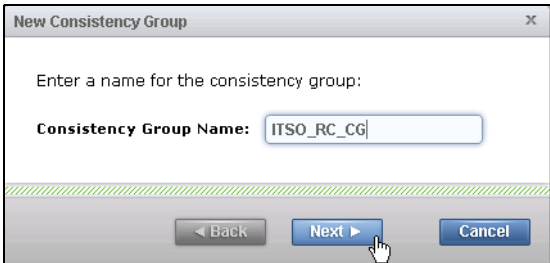 New Consistency Group x
Enter a name for the consistency group:
Consistency Group Name: ITSO_RC_CG
Back Next Cancel